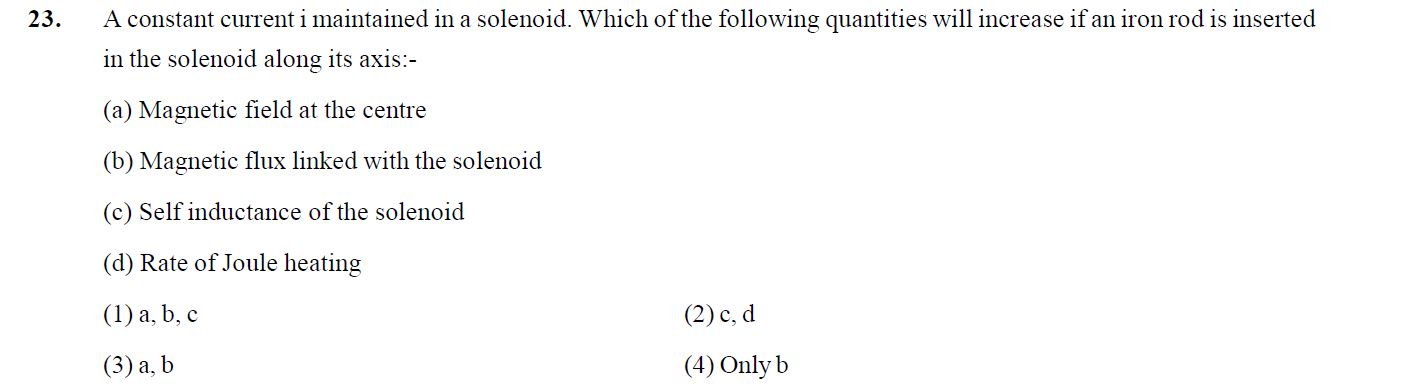 23. A constant current i maintained in a solenoid. Which of the following quantities will increase if an iron rod is inserted
in the solenoid along its axis:-
(a) Magnetic field at the centre
(b) Magnetic flux linked with the solenoid
(c) Self inductance of the solenoid
(d) Rate of Joule heating
(1) a, b, c (2) c, d
(3) a, b (4) Only b